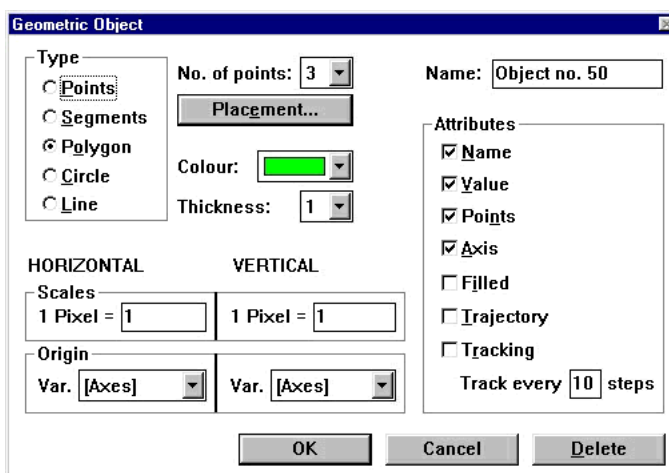 Geometric Object
Type
Points
Segments
Polygon
Circle
Line
No. of points: 3
Placement...
Colour:
Thickness: 1
Name: Object no. 50
Attributes
Name
Value
Points
Axis
Filled
Trajectory
Tracking
Track every 10 steps
HORIZONTAL VERTICAL
Scales
1 Pixel = 1 1 Pixel = 1
Origin
Var. [Axes] Var. [Axes]
OK Cancel Delete